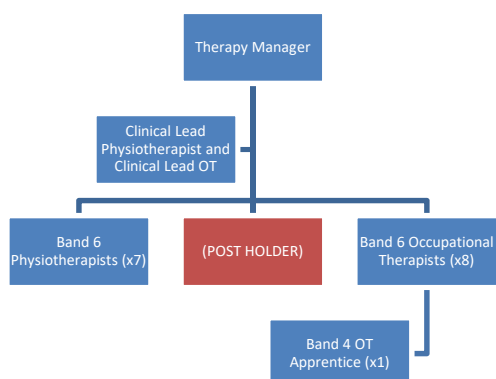 Therapy Manager
Clinical Lead
Physiotherapist and
Clinical Lead OT
Band 6
Physiotherapists (x7)
(POST HOLDER)
Band 6 Occupational
Therapists (x8)
Band 4 OT
Apprentice (x1)